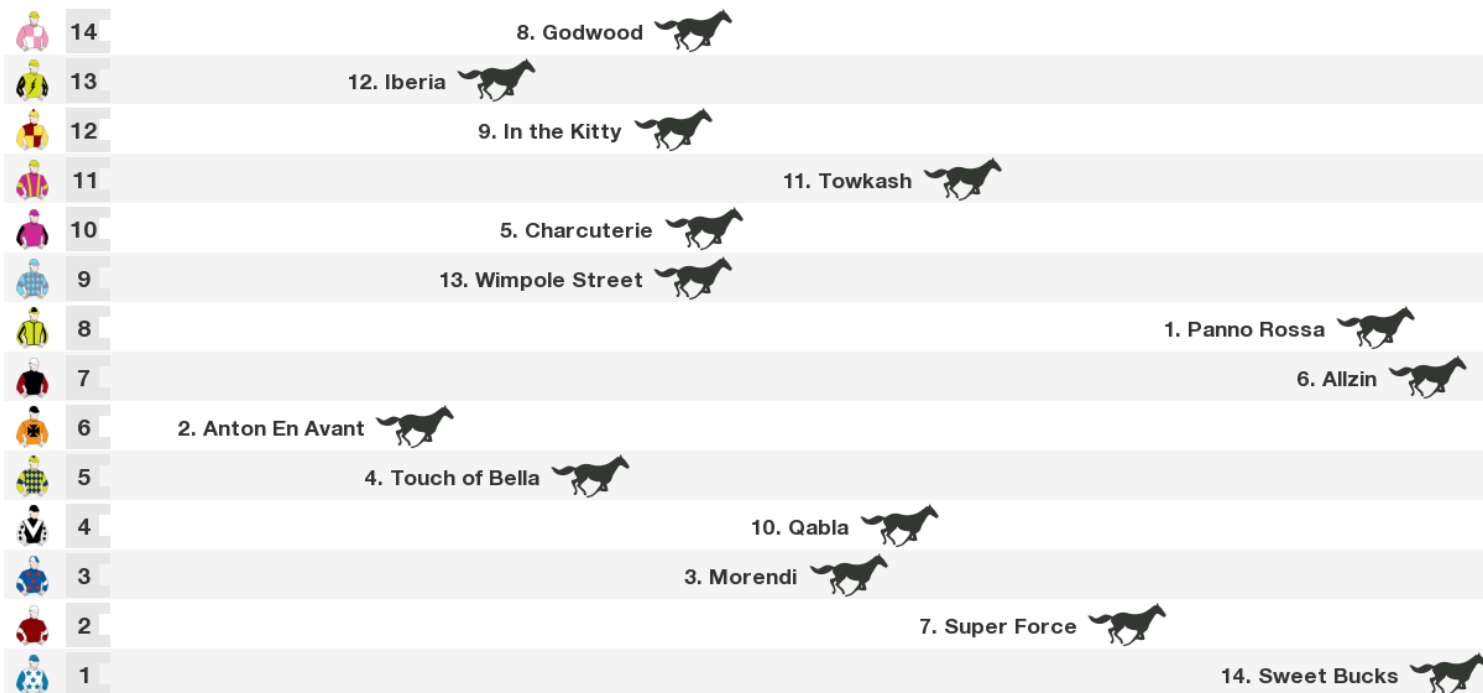 14 8. Godwood
13 12. Iberia
12 9. In the Kitty
11 11. Towkash
10 5. Charcuterie
9 13. Wimpole Street
8 1. Panno Rossa
7 6. Allzin
6 2. Anton En Avant
5 4. Touch of Bella
4 10. Qabla
3 3. Morendi
2 7. Super Force
1 14. Sweet Bucks